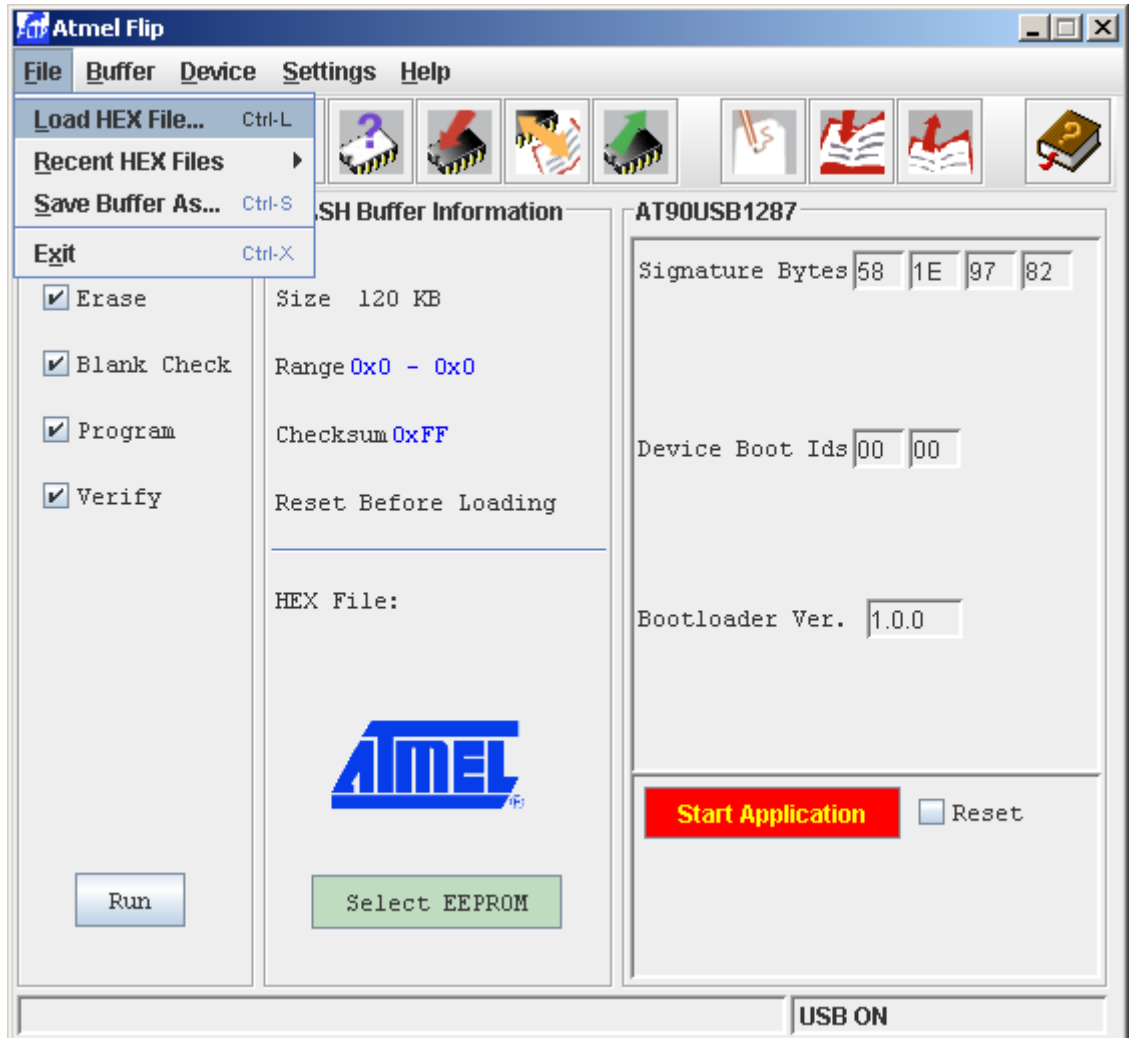 Atmel Flip
File Buffer Device Settings Help
Load HEX File... Ctrl-L
Recent HEX Files
Save Buffer As... Ctrl-S
Exit Ctrl-X
SH Buffer Information
Size 120 KB
Range 0x0 - 0x0
Checksum 0xFF
Reset Before Loading
HEX File:
ATMEL®
Select EEPROM
Erase
Blank Check
Program
Verify
Run
AT90USB1287
Signature Bytes 58 1E 97 82
Device Boot Ids 00 00
Bootloader Ver. 1.0.0
Start Application Reset
USB ON